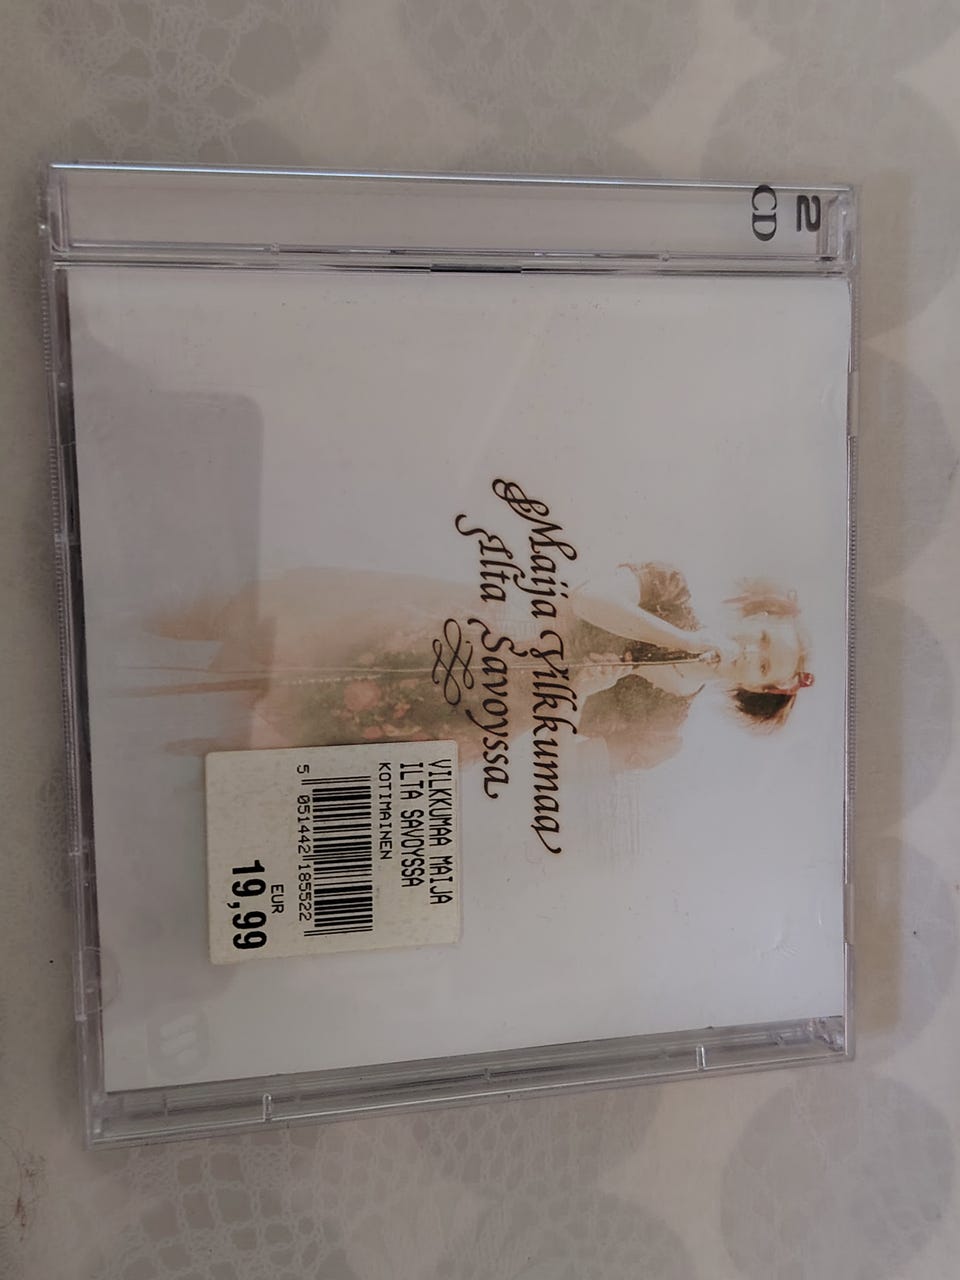 2
CD
Maija Vilkkumaa
Ilta Savoyssa
VILKKUMAA MAIJA
ILTA SAVOYSSA
KOTIMAINEN
5 051442 185522
EUR
19,99